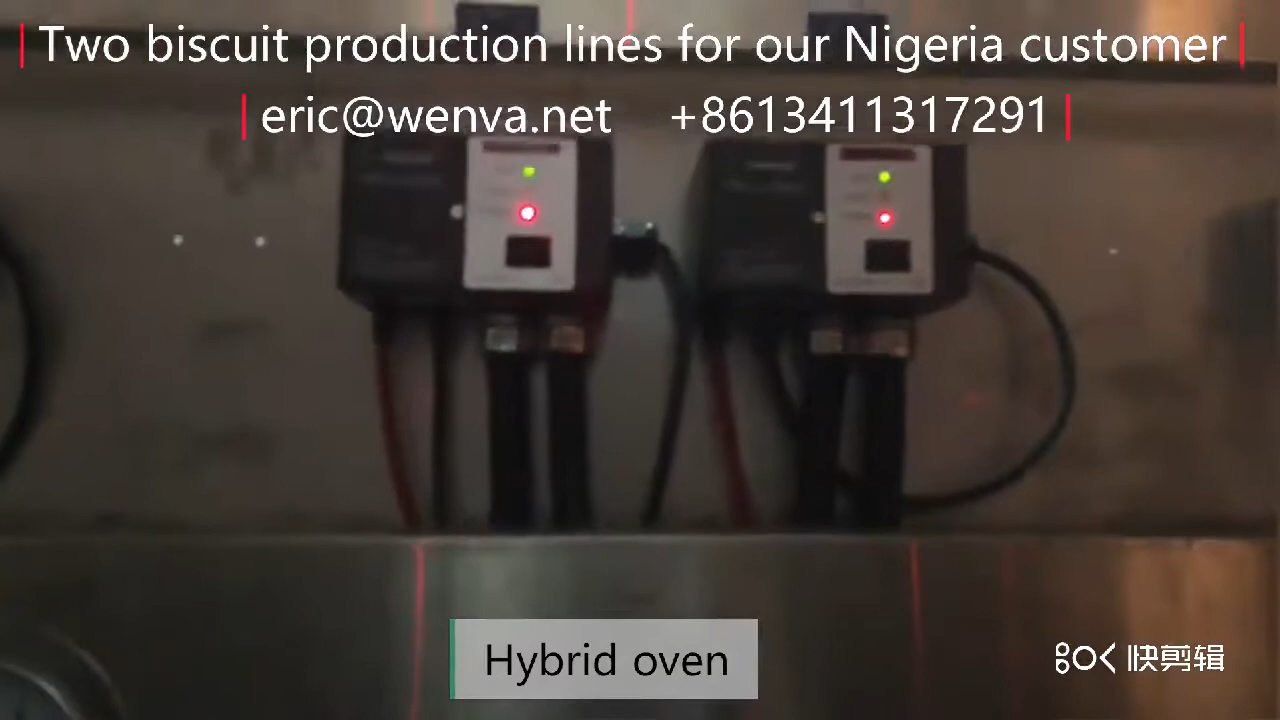 Two biscuit production lines for our Nigeria customer
eric@wenva.net +8613411317291
Hybrid oven
快剪辑